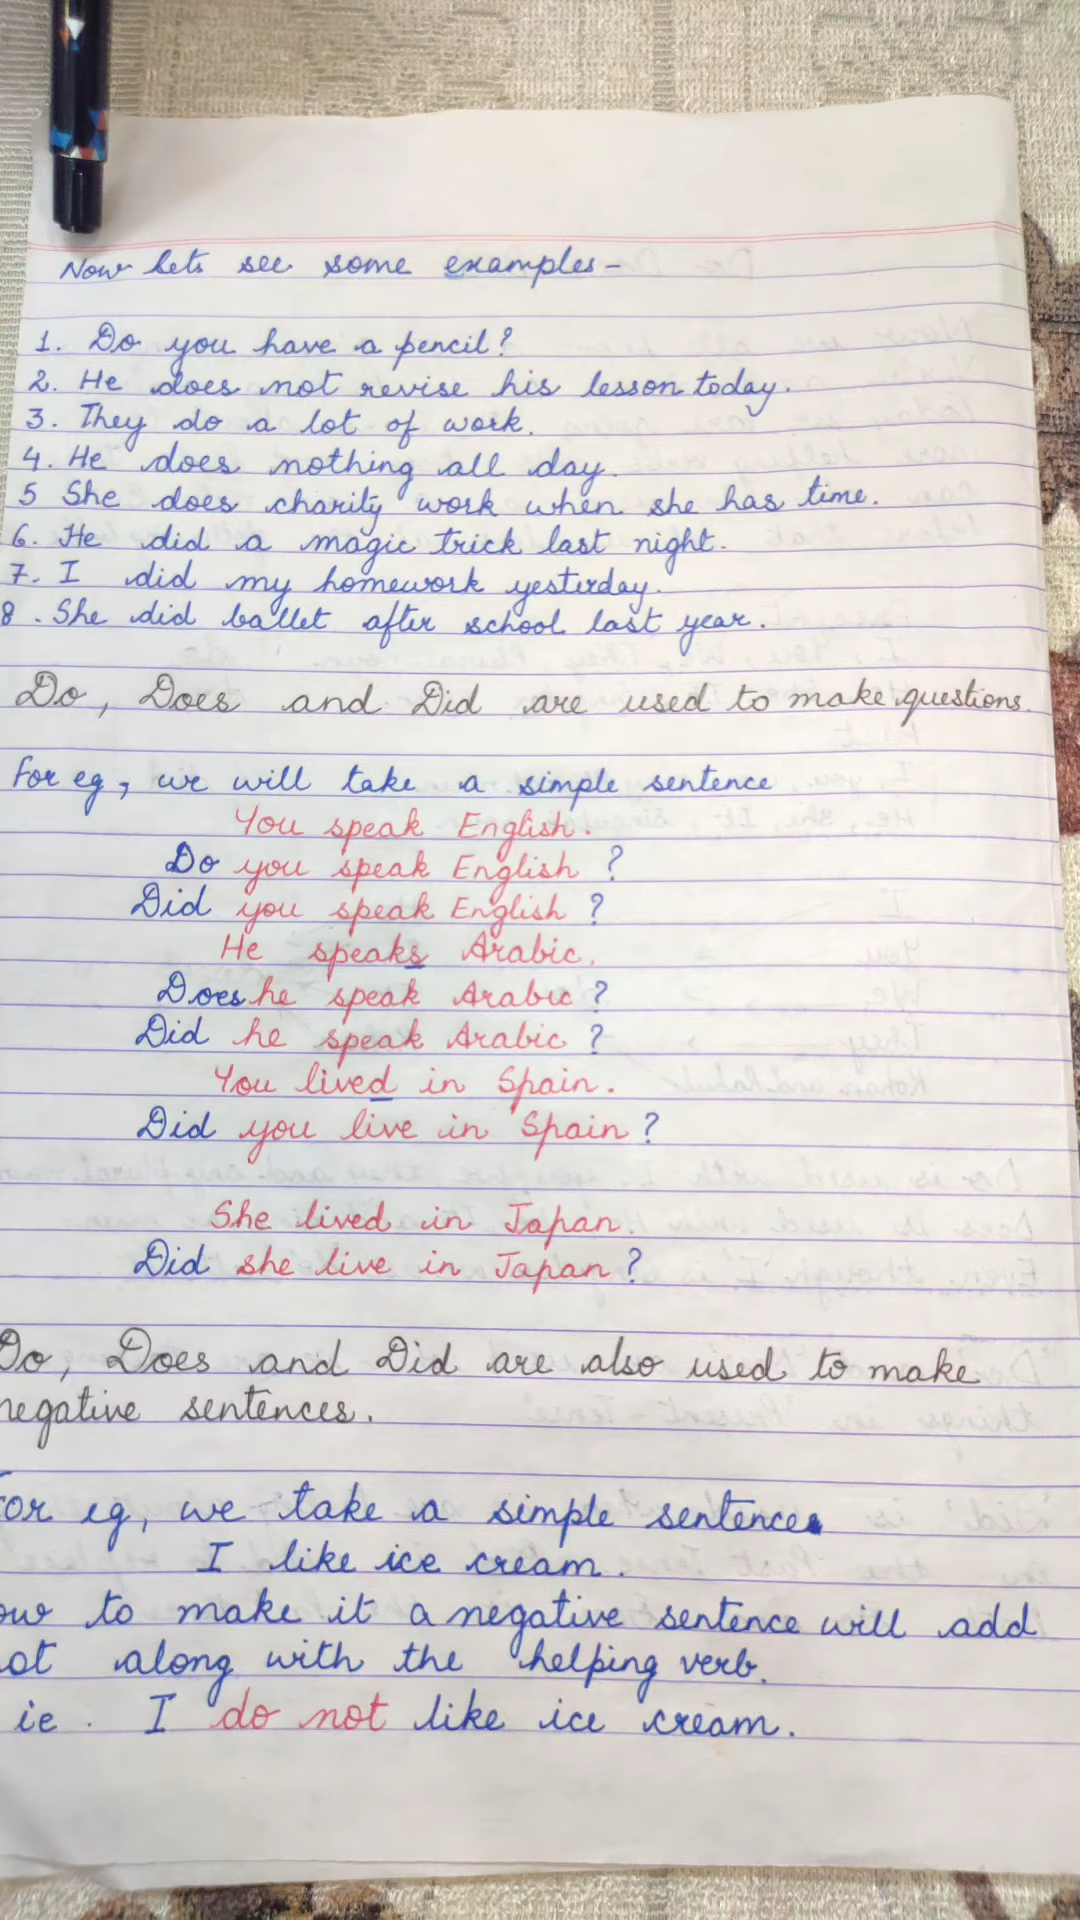 Now lets see some examples -
1. Do you have a pencil?
2. He does not revise his lesson today.
3. They do a lot of work.
4. He does nothing all day.
5 She does charity work when she has time.
6. He did a magic trick last night.
7. I did my homework yesterday.
8. She did ballet after school last year.
Do, Does and Did are used to make questions.
For eg, we will take a simple sentence
You speak English.
Do you speak English ?
Did you speak English ?
He speaks Arabic.
Does he speak Arabic ?
Did he speak Arabic ?
You lived in Spain.
Did you live in Spain ?
She lived in Japan.
Did she live in Japan ?
Do, Does and Did are also used to make
negative sentences.
For eg, we take a simple sentence
I like ice cream.
ow to make it a negative sentence will add
ot along with the helping verb.
ie. I do not like ice cream.